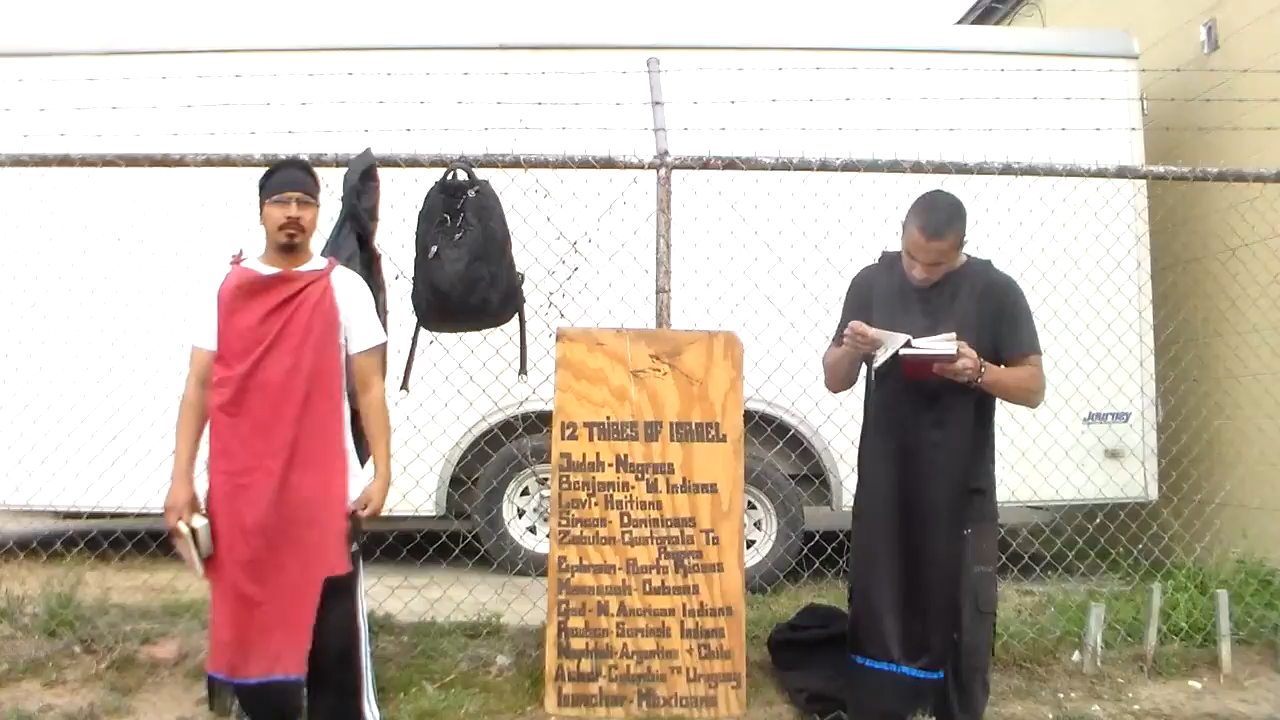 12 TRIBES OF ISRAEL
Judah - Negroes
Benjamin - W. Indians
Levi - Haitians
Simeon - Dominicans
Zebulon - Guatemala To
Panama
Ephraim - Puerto Ricans
Manasseh - Cubans
Gad - N. American Indians
Reuben - Seminole Indians
Naphtali - Argentina + Chile
Asher - Columbia To Uruguay
Issachar - Mexicans
Journey